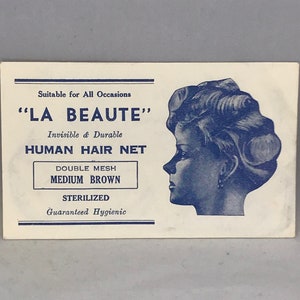 Suitable for All Occasions
"LA BEAUTE"
Invisible & Durable
HUMAN HAIR NET
DOUBLE MESH
MEDIUM BROWN
STERILIZED
Guaranteed Hygienic